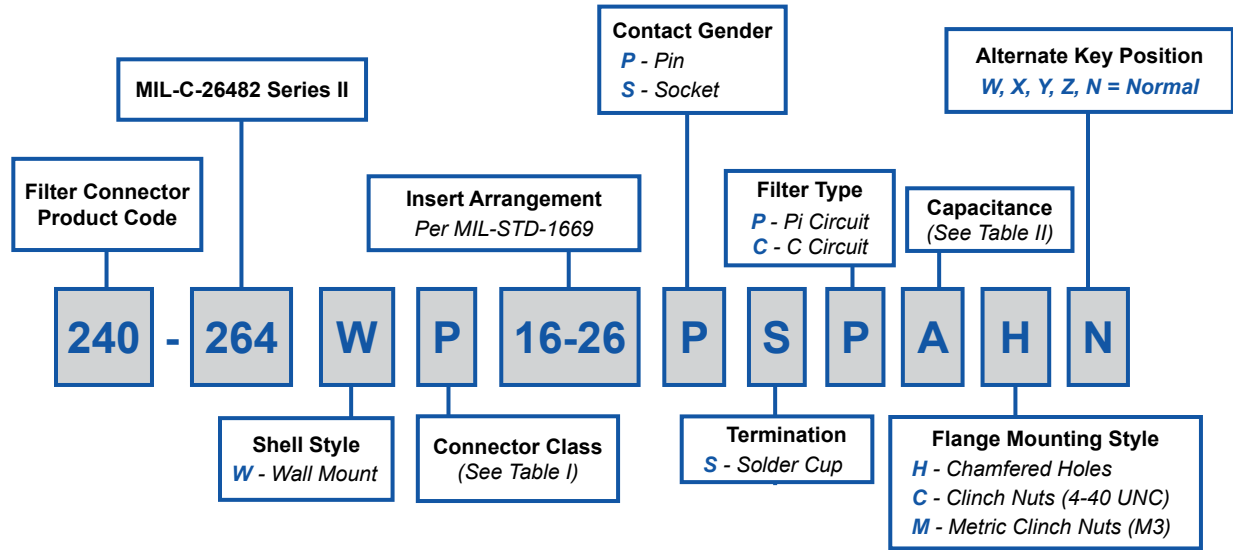 Contact Gender
P - Pin
S - Socket
Alternate Key Position
W, X, Y, Z, N = Normal
MIL-C-26482 Series II
Filter Connector
Product Code
Insert Arrangement
Per MIL-STD-1669
Filter Type
P - Pi Circuit
C - C Circuit
Capacitance
(See Table II)
240 - 264 W P 16-26 P S P A H N
Shell Style
W - Wall Mount
Connector Class
(See Table I)
Termination
S - Solder Cup
Flange Mounting Style
H - Chamfered Holes
C - Clinch Nuts (4-40 UNC)
M - Metric Clinch Nuts (M3)